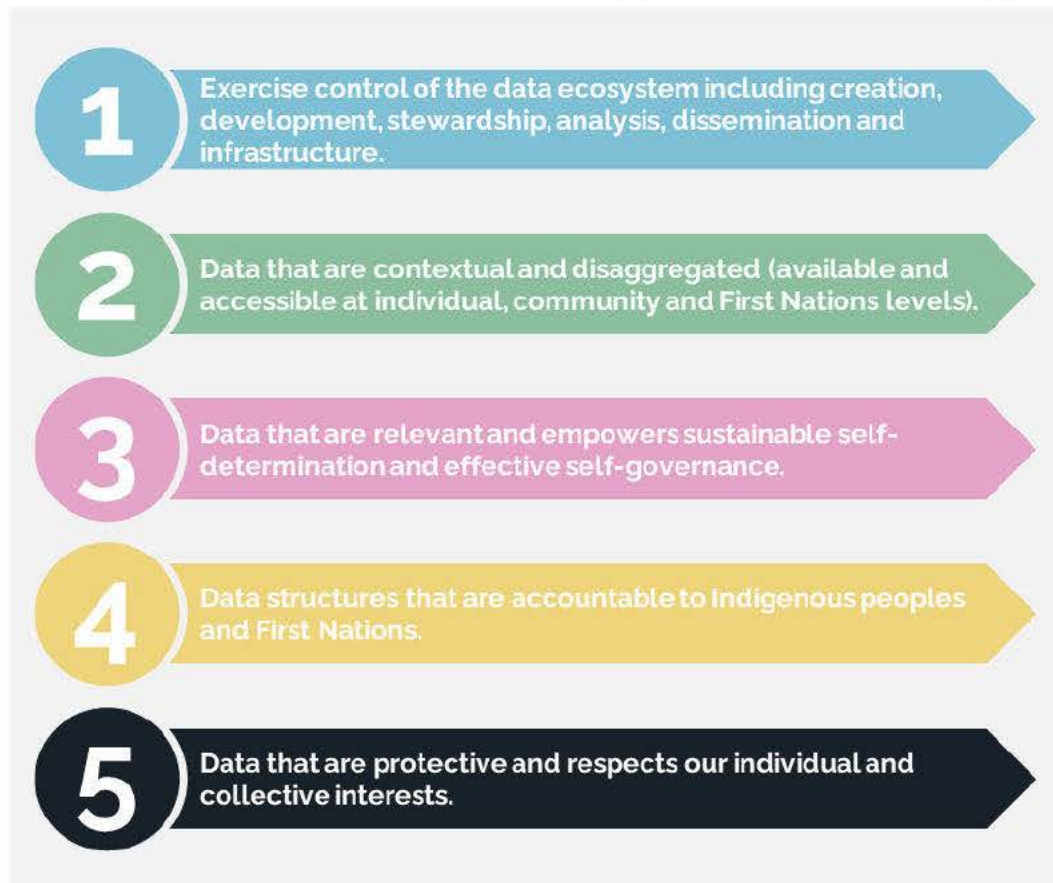 1
Exercise control of the data ecosystem including creation,
development, stewardship, analysis, dissemination and
infrastructure.
2
Data that are contextual and disaggregated (available and
accessible at individual, community and First Nations levels).
3
Data that are relevant and empowers sustainable self-
determination and effective self-governance.
4
Data structures that are accountable to Indigenous peoples
and First Nations.
5
Data that are protective and respects our individual and
collective interests.